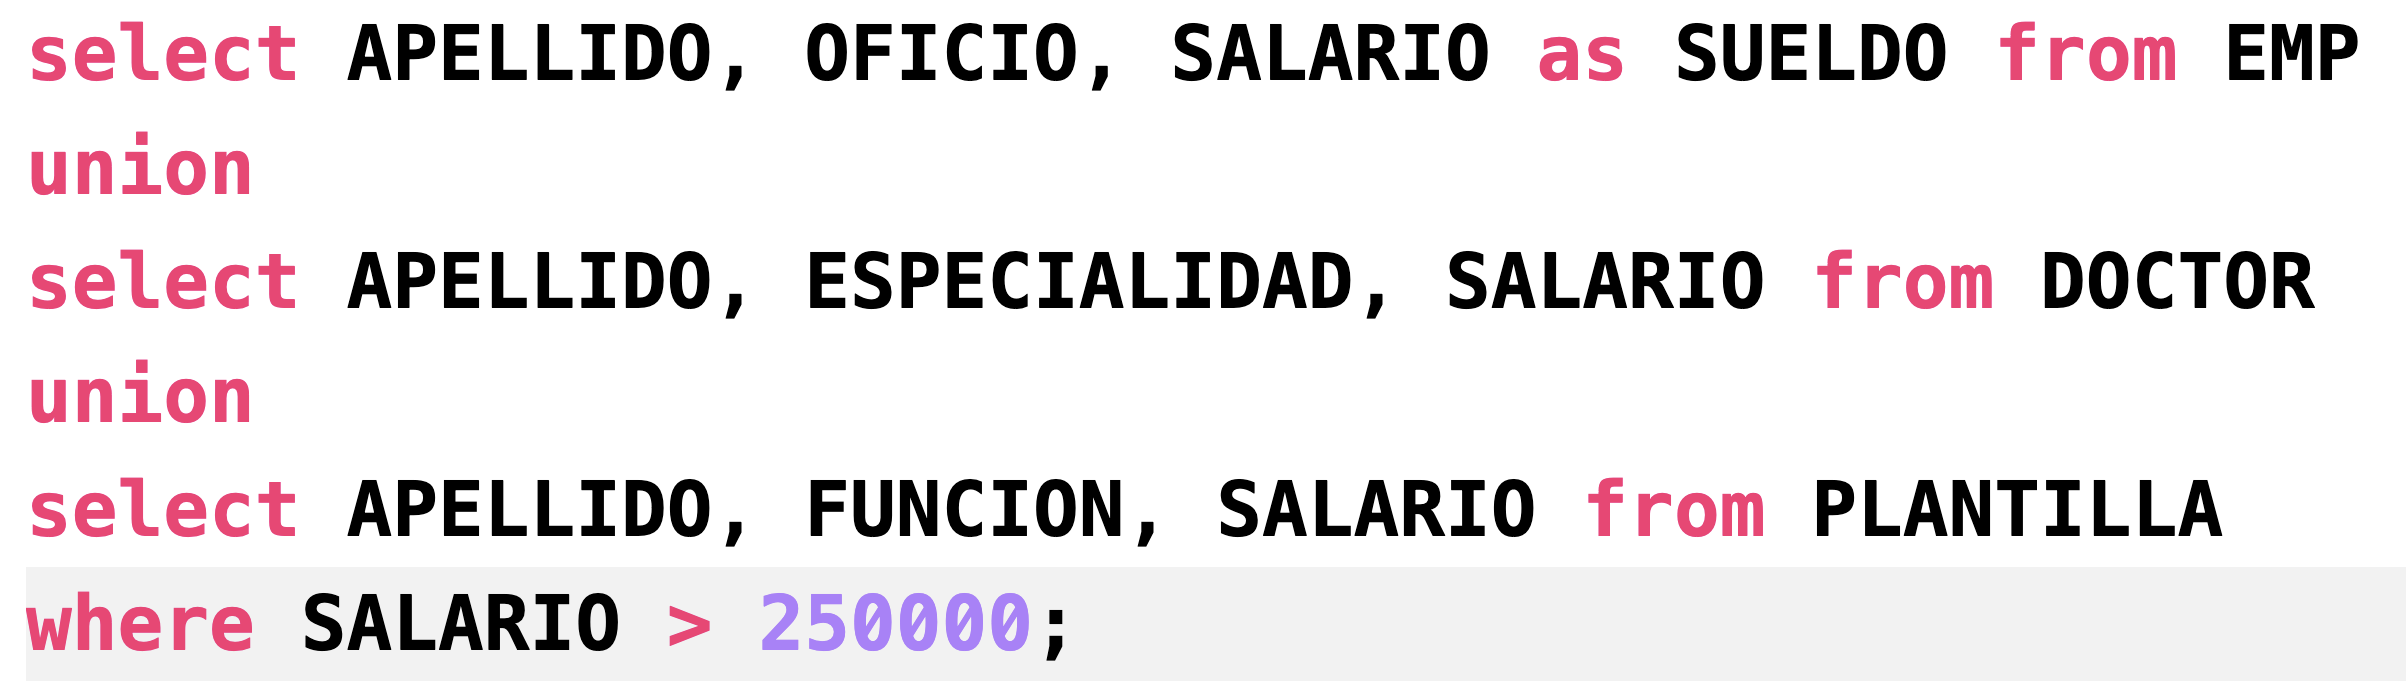 select APELLIDO, OFICIO, SALARIO as SUELDO from EMP
union
select APELLIDO, ESPECIALIDAD, SALARIO from DOCTOR
union
select APELLIDO, FUNCION, SALARIO from PLANTILLA
where SALARIO > 250000;